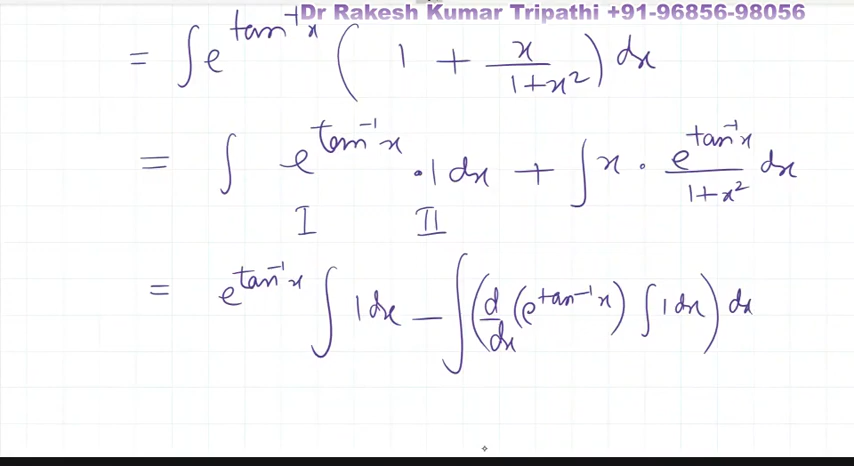 Dr Rakesh Kumar Tripathi +91-96856-98056
= ∫ e^{tan⁻¹x} ( 1 + x/(1+x²) ) dx
= ∫ e^{tan⁻¹x} · 1 dx + ∫ x · e^{tan⁻¹x}/(1+x²) dx
I II
= e^{tan⁻¹x} ∫ 1 dx − ∫ ( d/dx (e^{tan⁻¹x}) ∫ 1 dx ) dx